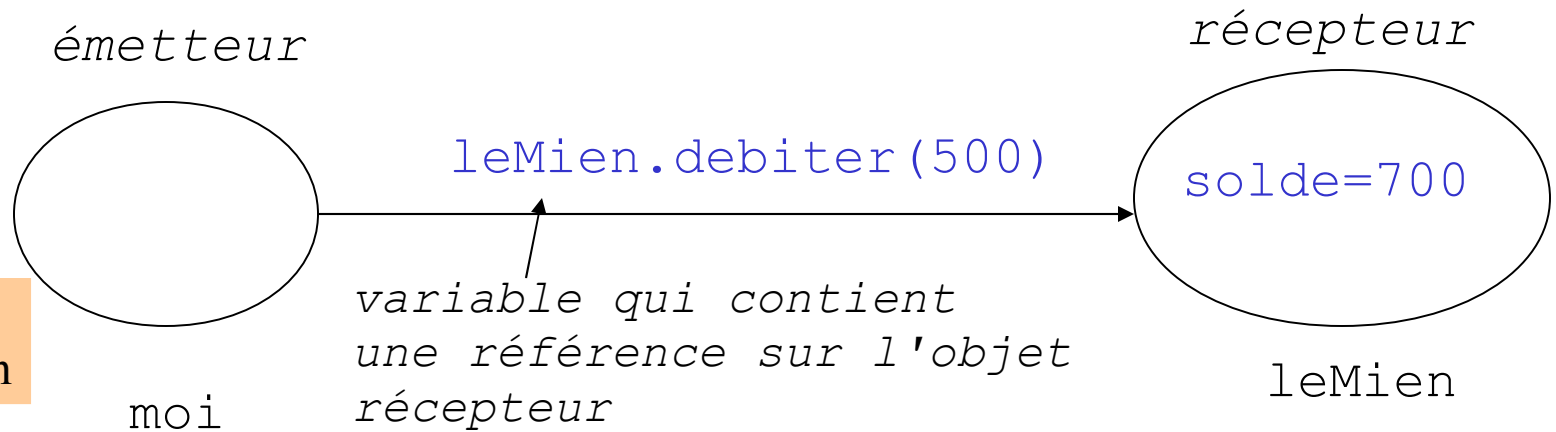 émetteur
récepteur
leMien.debiter(500)
solde=700
variable qui contient
une référence sur l'objet
récepteur
moi
leMien